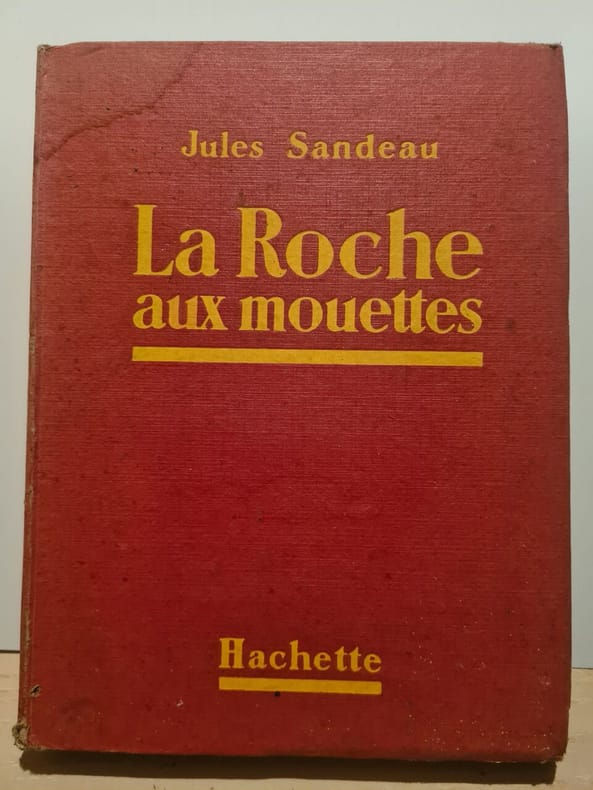 Jules Sandeau
La Roche
aux mouettes
Hachette